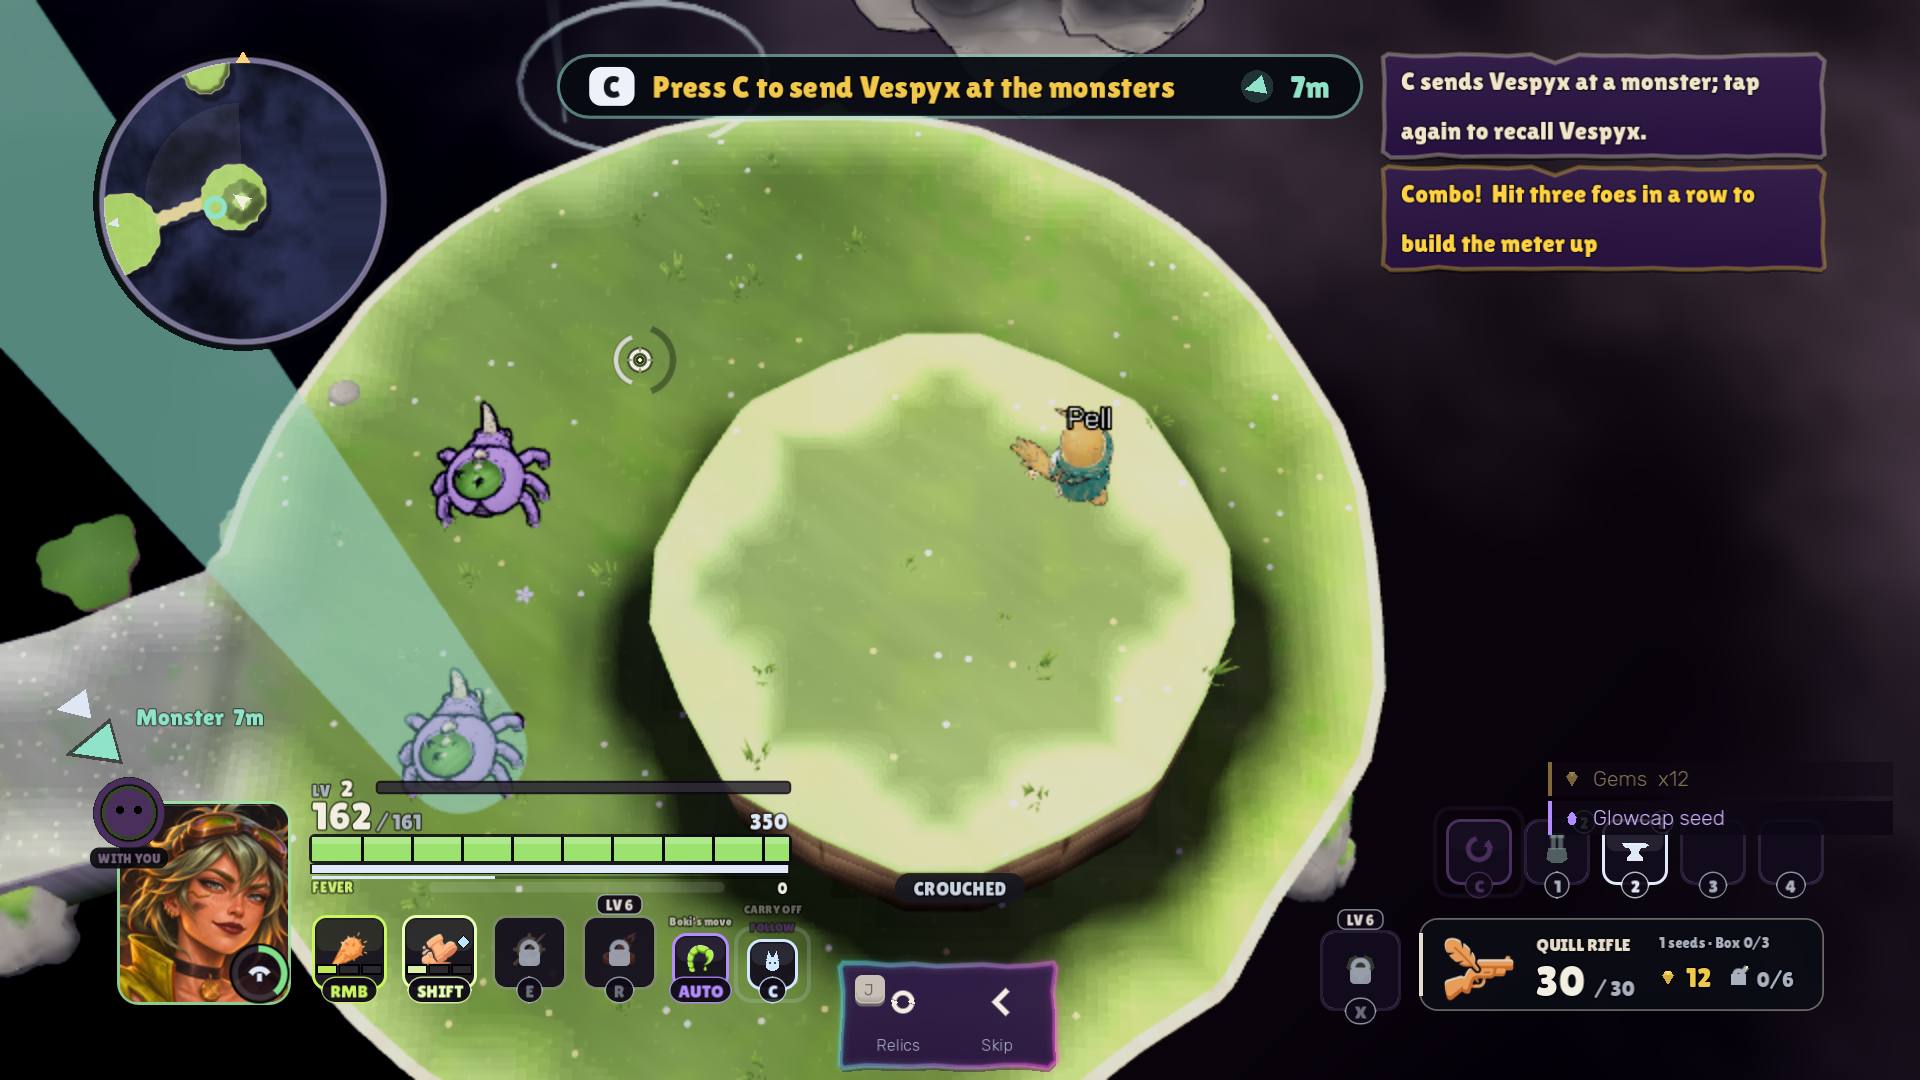 C Press C to send Vespyx at the monsters 7m
C sends Vespyx at a monster; tap
again to recall Vespyx.
Combo! Hit three foes in a row to
build the meter up
Pell
Monster 7m
WITH YOU
LV 2
162 / 161
350
FEVER
0
CROUCHED
LV 6
Boki's move
CARRY OFF
FOLLOW
RMB
SHIFT
E
R
AUTO
C
J
Relics
Skip
Gems x12
Glowcap seed
C
1
2
3
4
LV 6
X
QUILL RIFLE
1 seeds · Box 0/3
30 / 30
12
0/6